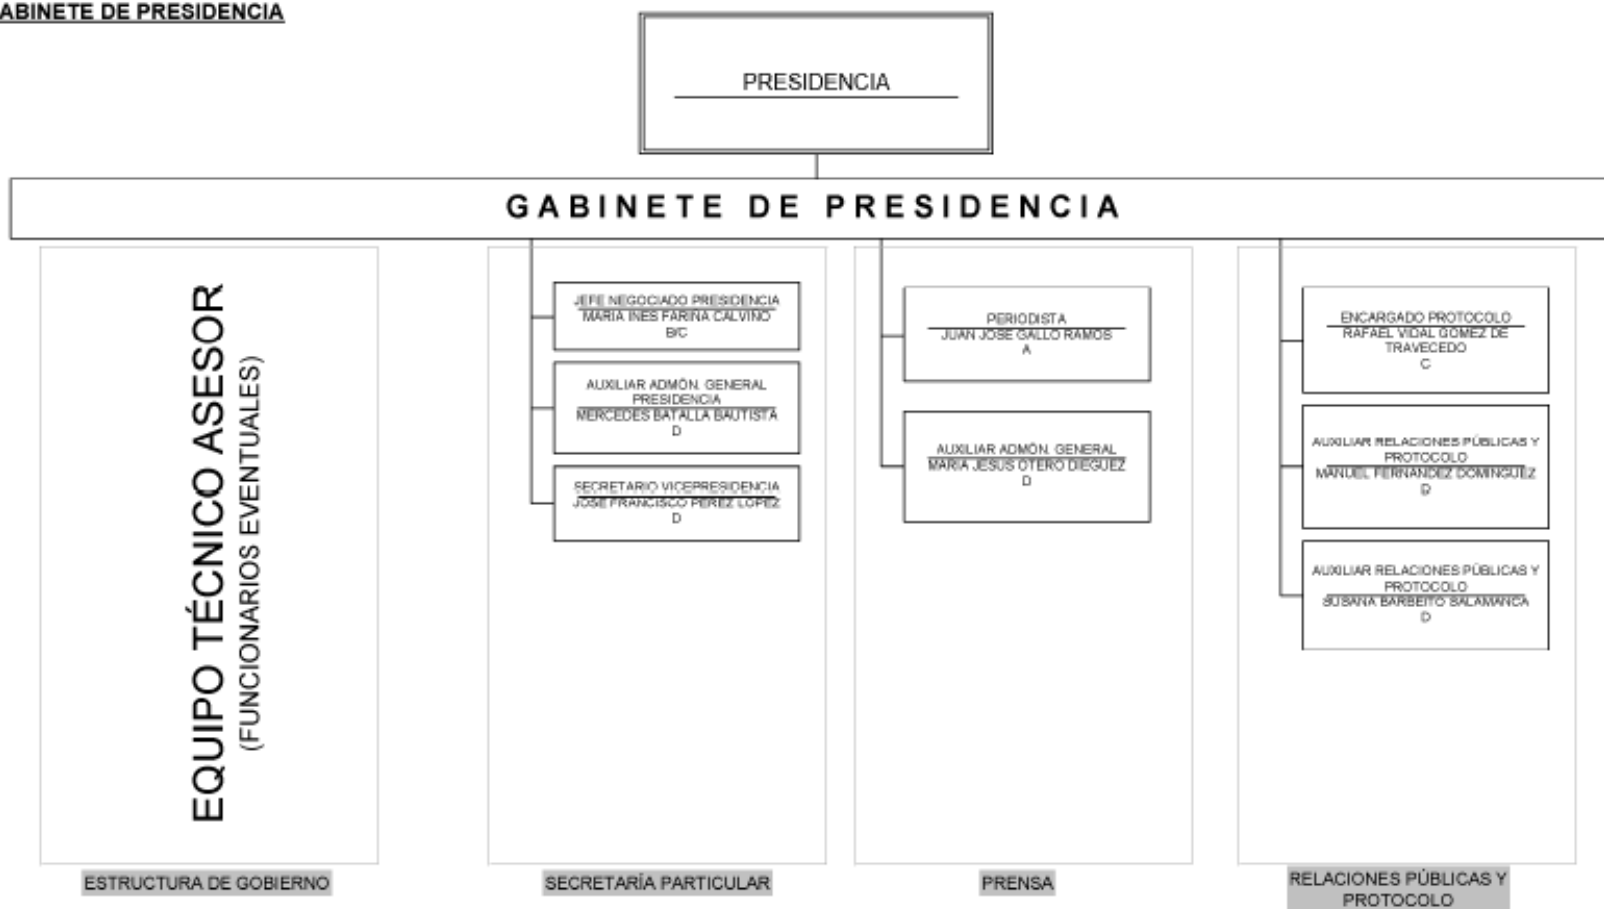 ABINETE DE PRESIDENCIA
PRESIDENCIA
GABINETE DE PRESIDENCIA
EQUIPO TÉCNICO ASESOR
(FUNCIONARIOS EVENTUALES)
ESTRUCTURA DE GOBIERNO
JEFE NEGOCIADO PRESIDENCIA
MARIA INES FARIÑA CALVIÑO
B/C
AUXILIAR ADMÓN. GENERAL
PRESIDENCIA
MERCEDES BATALLA BAUTISTA
D
SECRETARIO VICEPRESIDENCIA
JOSE FRANCISCO PEREZ LOPEZ
D
SECRETARÍA PARTICULAR
PERIODISTA
JUAN JOSE GALLO RAMOS
A
AUXILIAR ADMÓN. GENERAL
MARIA JESUS OTERO DIEGUEZ
D
PRENSA
ENCARGADO PROTOCOLO
RAFAEL VIDAL GOMEZ DE
TRAVECEDO
C
AUXILIAR RELACIONES PÚBLICAS Y
PROTOCOLO
MANUEL FERNANDEZ DOMINGUEZ
D
AUXILIAR RELACIONES PÚBLICAS Y
PROTOCOLO
SUSANA BARBEITO SALAMANCA
D
RELACIONES PÚBLICAS Y
PROTOCOLO